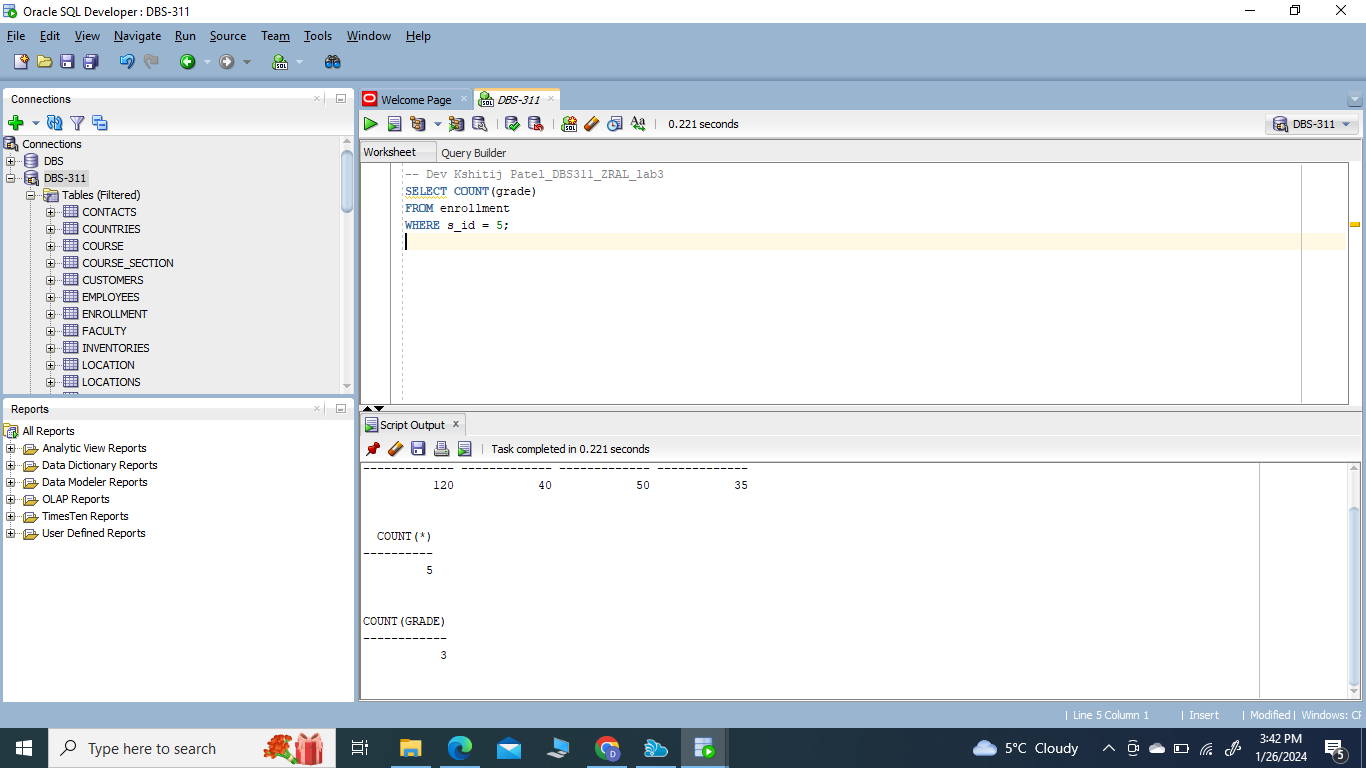 Oracle SQL Developer : DBS-311
File Edit View Navigate Run Source Team Tools Window Help
Connections
Connections
DBS
DBS-311
Tables (Filtered)
CONTACTS
COUNTRIES
COURSE
COURSE_SECTION
CUSTOMERS
EMPLOYEES
ENROLLMENT
FACULTY
INVENTORIES
LOCATION
LOCATIONS
Reports
All Reports
Analytic View Reports
Data Dictionary Reports
Data Modeler Reports
OLAP Reports
TimesTen Reports
User Defined Reports
Welcome Page DBS-311
SQL Aa 0.221 seconds DBS-311
Worksheet Query Builder
-- Dev Kshitij Patel_DBS311_ZRAL_lab3
SELECT COUNT(grade)
FROM enrollment
WHERE s_id = 5;
Script Output
Task completed in 0.221 seconds
------------- ------------- ------------- -------------
120 40 50 35
COUNT(*)
----------
5
COUNT(GRADE)
------------
3
Line 5 Column 1 Insert Modified Windows: CF
Type here to search
5°C Cloudy
3:42 PM
1/26/2024
5